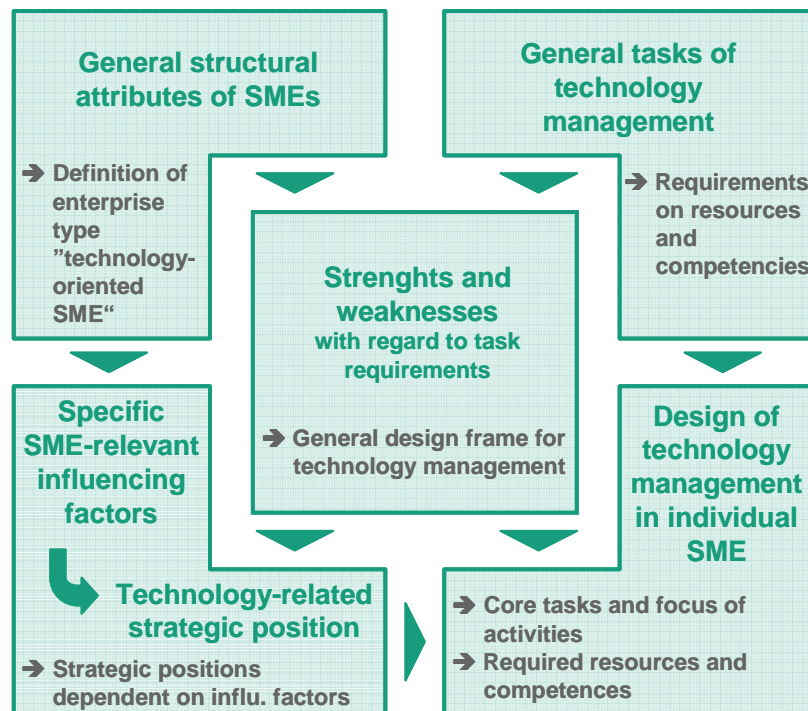 General structural
attributes of SMEs
➔ Definition of
enterprise
type
”technology-
oriented
SME“
General tasks of
technology
management
➔ Requirements
on resources
and
competencies
Strenghts and
weaknesses
with regard to task
requirements
➔ General design frame for
technology management
Specific
SME-relevant
influencing
factors
Technology-related
strategic position
➔ Strategic positions
dependent on influ. factors
Design of
technology
management
in individual
SME
➔ Core tasks and focus of
activities
➔ Required resources and
competences